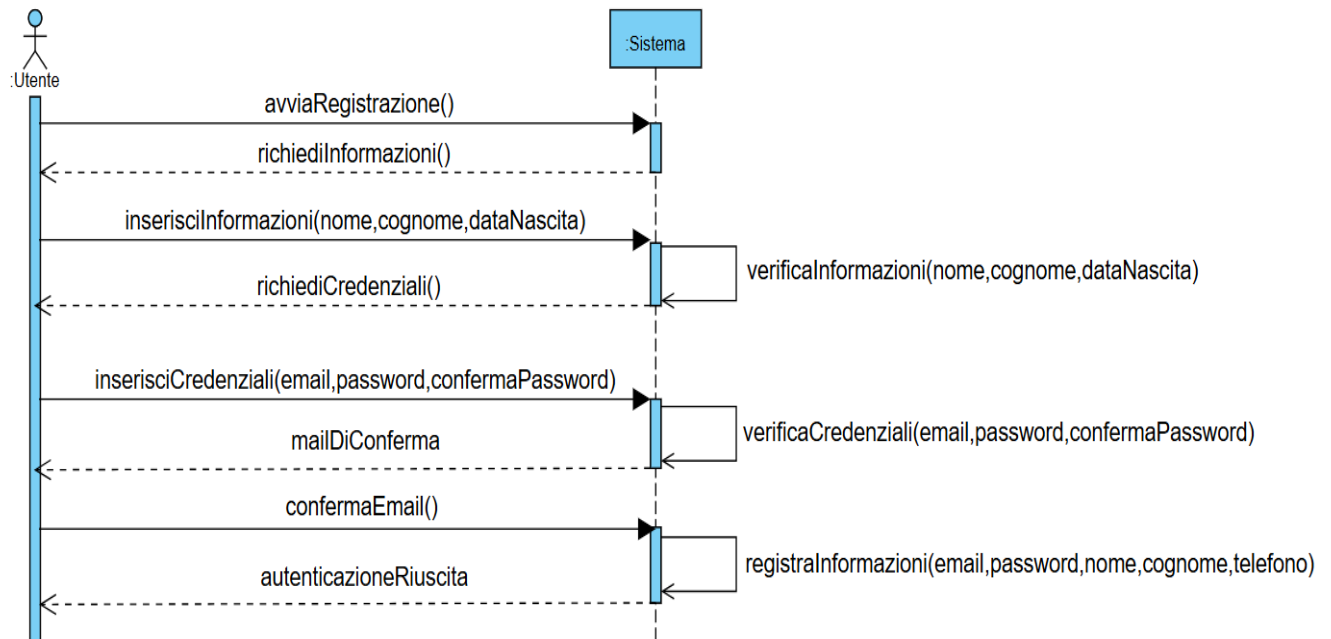 :Utente
:Sistema
avviaRegistrazione()
richiediInformazioni()
inserisciInformazioni(nome,cognome,dataNascita)
verificaInformazioni(nome,cognome,dataNascita)
richiediCredenziali()
inserisciCredenziali(email,password,confermaPassword)
verificaCredenziali(email,password,confermaPassword)
mailDiConferma
confermaEmail()
registraInformazioni(email,password,nome,cognome,telefono)
autenticazioneRiuscita